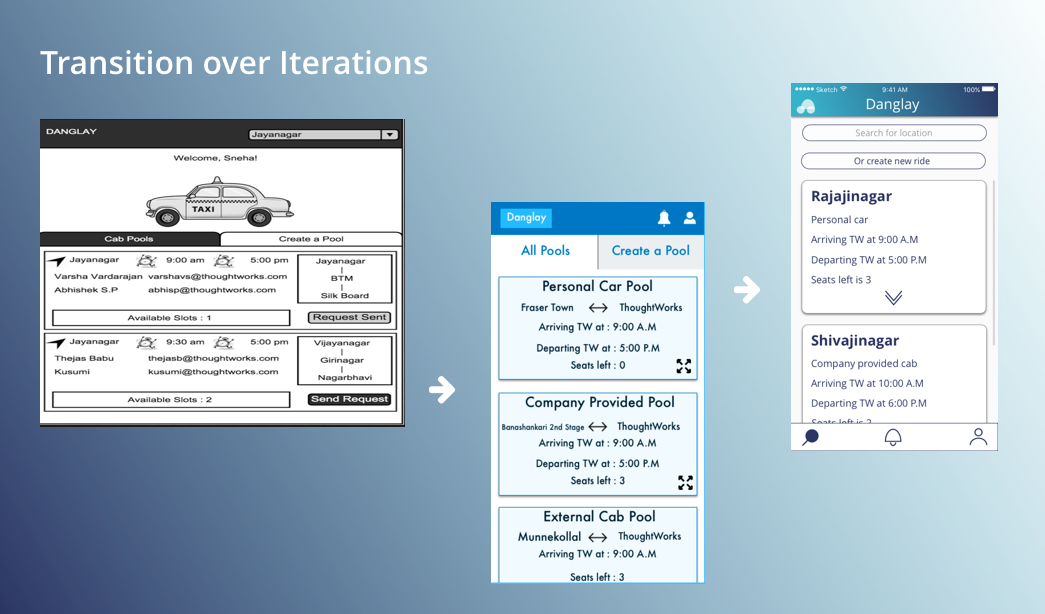 Transition over Iterations
DANGLAY
Jayanagar
Welcome, Sneha!
TAXI
Cab Pools
Create a Pool
Jayanagar 9:00 am 5:00 pm
Varsha Vardarajan varshavs@thoughtworks.com
Abhishek S.P abhisp@thoughtworks.com
Jayanagar
|
BTM
|
Silk Board
Available Slots : 1
Request Sent
Jayanagar 9:30 am 5:00 pm
Thejas Babu thejasb@thoughtworks.com
Kusumi kusumi@thoughtworks.com
Vijayanagar
|
Girinagar
|
Nagarbhavi
Available Slots : 2
Send Request
Danglay
All Pools
Create a Pool
Personal Car Pool
Fraser Town ↔ ThoughtWorks
Arriving TW at : 9:00 A.M
Departing TW at : 5:00 P.M
Seats left : 0
Company Provided Pool
Banashankari 2nd Stage ↔ ThoughtWorks
Arriving TW at : 9:00 A.M
Departing TW at : 5:00 P.M
Seats left : 3
External Cab Pool
Munnekollal ↔ ThoughtWorks
Arriving TW at : 9:00 A.M
Seats left : 3
Sketch 9:41 AM 100%
Danglay
Search for location
Or create new ride
Rajajinagar
Personal car
Arriving TW at 9:00 A.M
Departing TW at 5:00 P.M
Seats left is 3
Shivajinagar
Company provided cab
Arriving TW at 10:00 A.M
Departing TW at 6:00 P.M
Seats left is 2